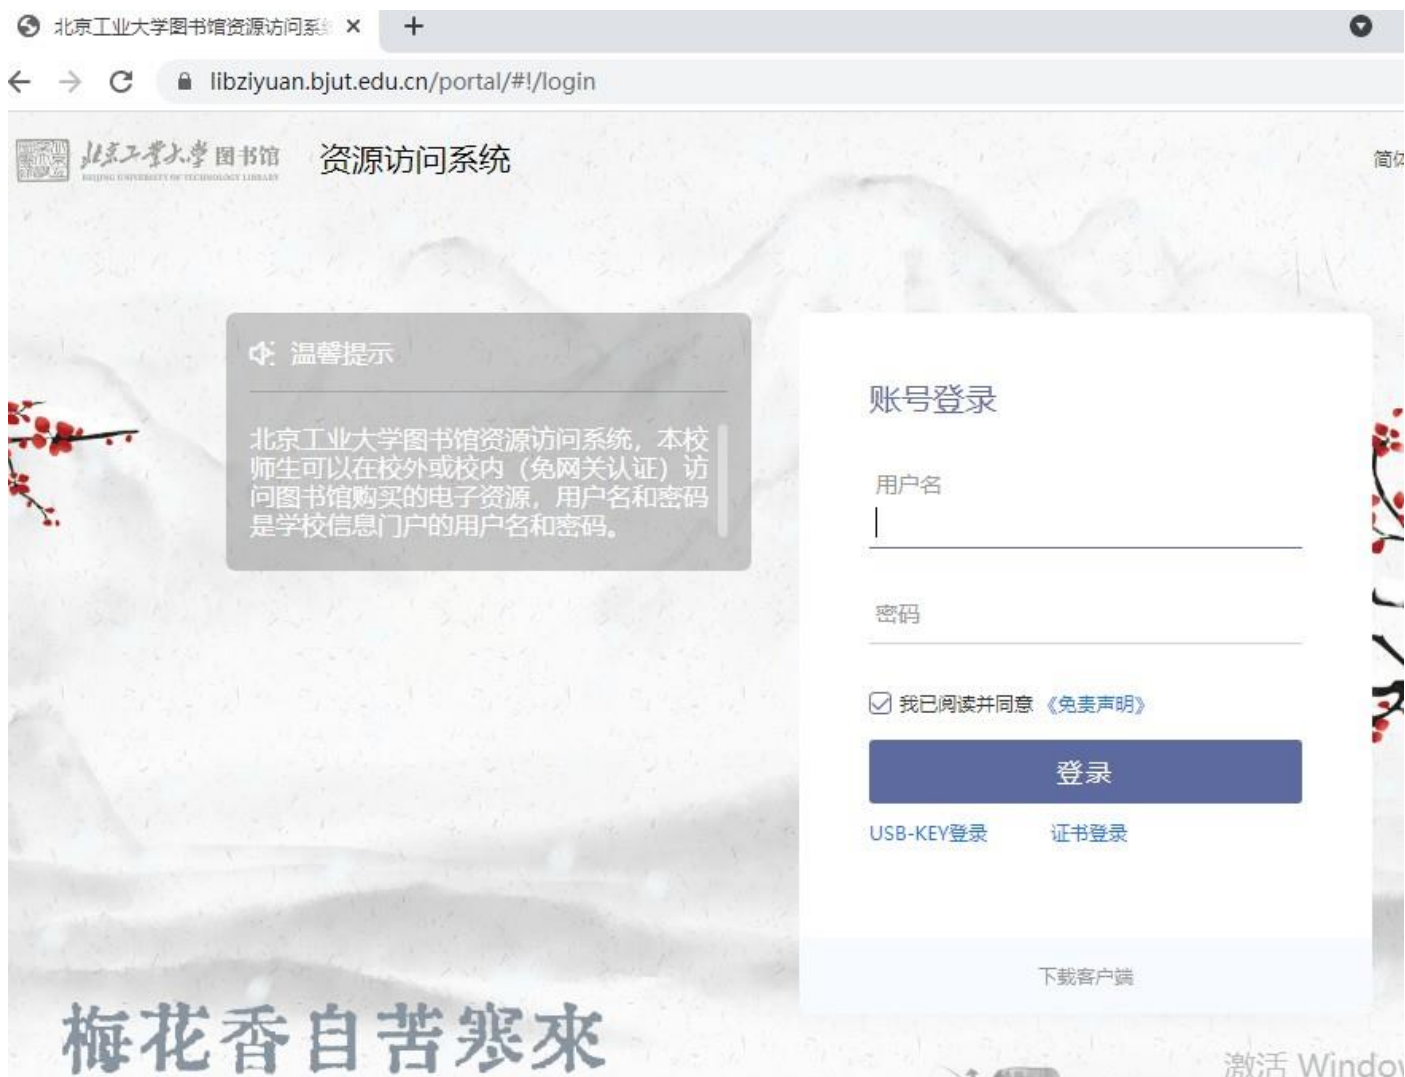 北京工业大学图书馆资源访问系
libziyuan.bjut.edu.cn/portal/#!/login
北京工业大学图书馆 资源访问系统
BEIJING UNIVERSITY OF TECHNOLOGY LIBRARY
简体
温馨提示
北京工业大学图书馆资源访问系统，本校
师生可以在校外或校内（免网关认证）访
问图书馆购买的电子资源，用户名和密码
是学校信息门户的用户名和密码。
账号登录
用户名
密码
我已阅读并同意《免责声明》
登录
USB-KEY登录 证书登录
下载客户端
梅花香自苦寒來
激活 Window